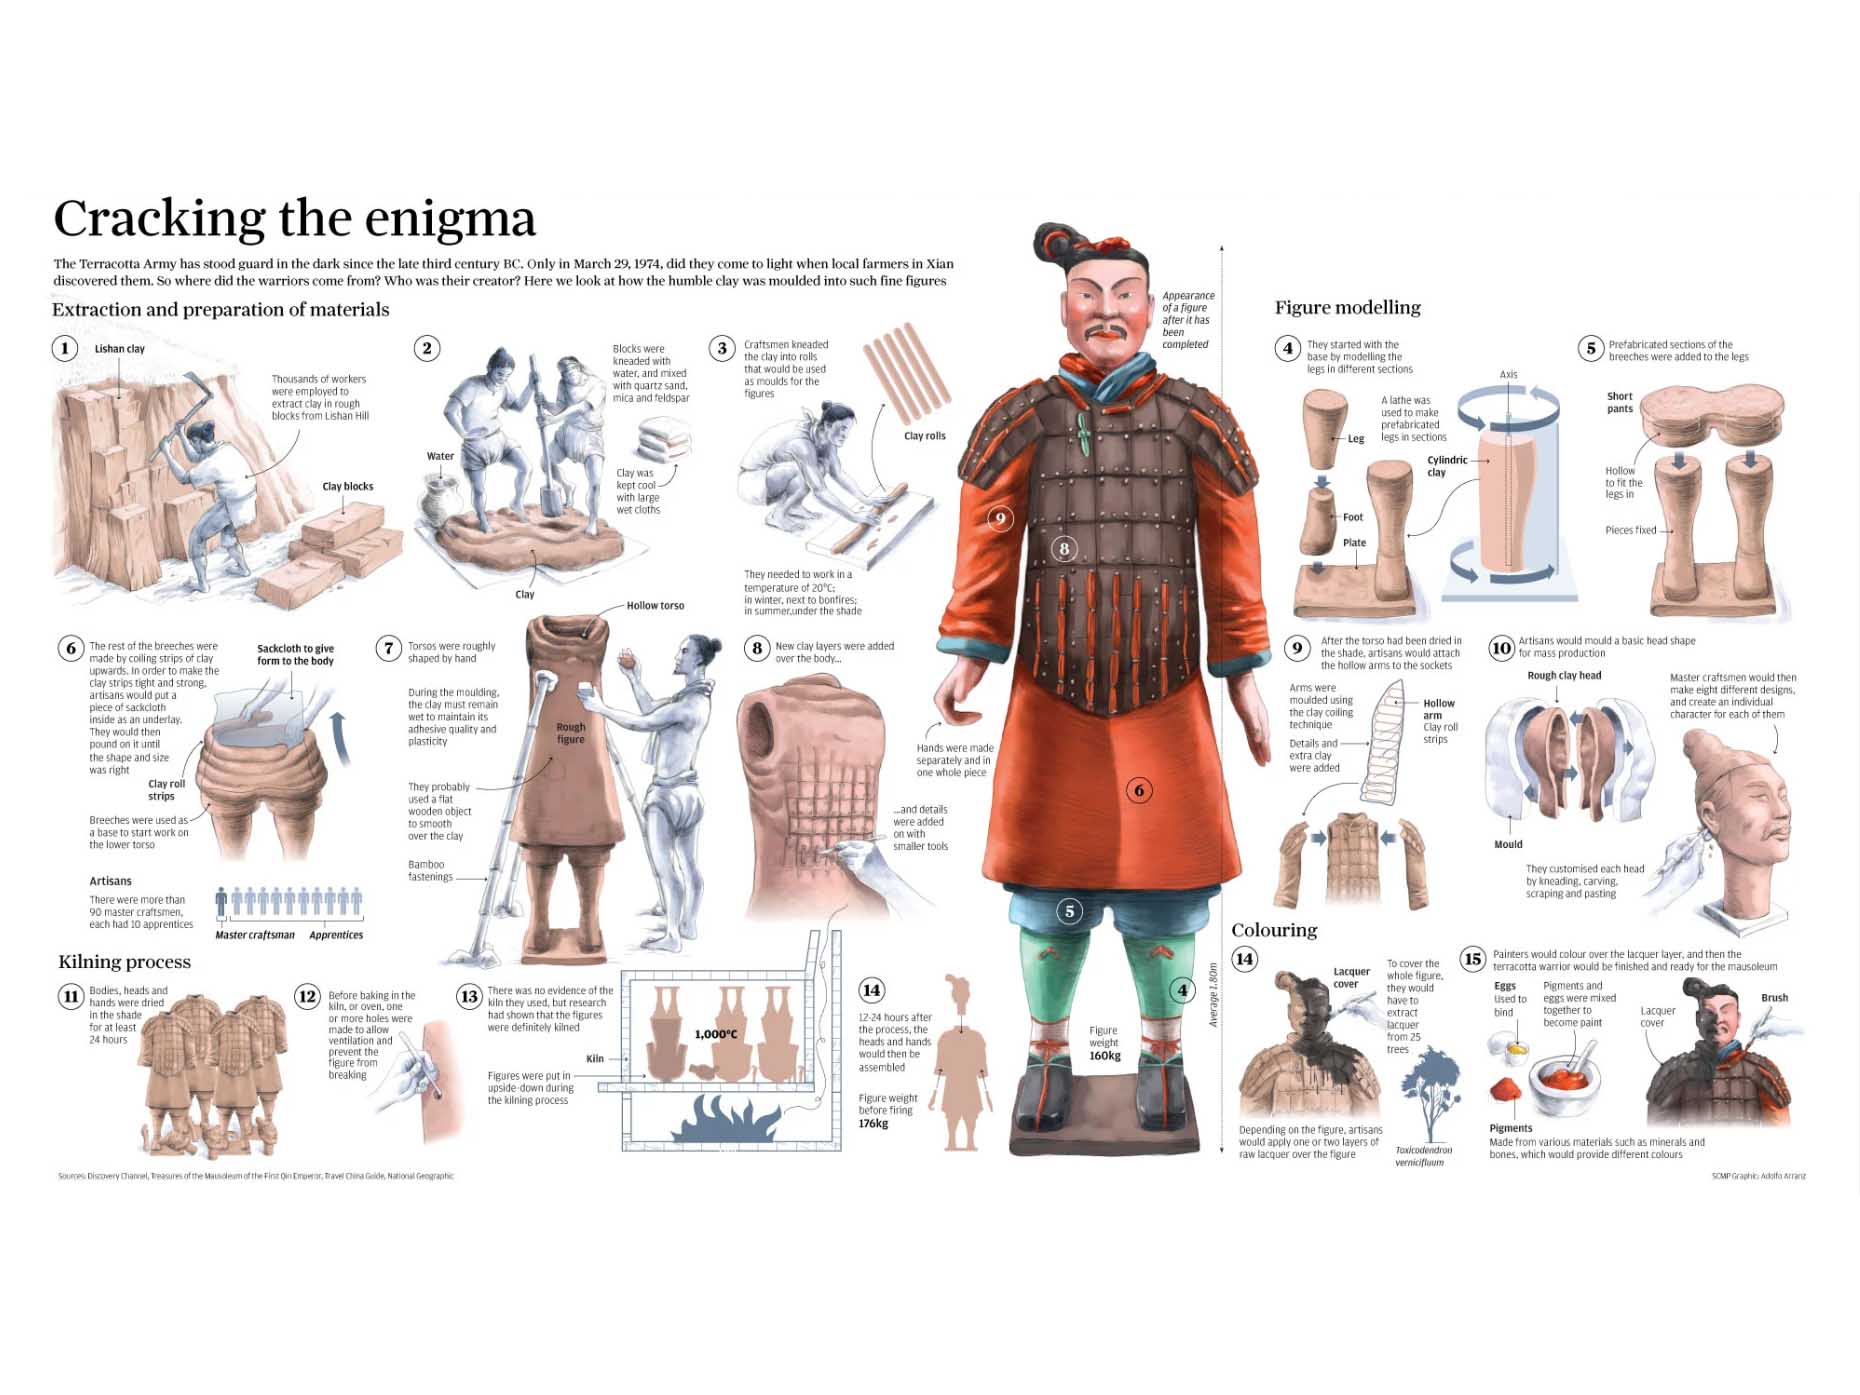 Cracking the enigma
The Terracotta Army has stood guard in the dark since the late third century BC. Only in March 29, 1974, did they come to light when local farmers in Xian
discovered them. So where did the warriors come from? Who was their creator? Here we look at how the humble clay was moulded into such fine figures
Extraction and preparation of materials
1
Lishan clay
Thousands of workers
were employed to
extract clay in rough
blocks from Lishan Hill
Clay blocks
2
Blocks were
kneaded with
water, and mixed
with quartz sand,
mica and feldspar
Water
Clay was
kept cool
with large
wet cloths
Clay
3
Craftsmen kneaded
the clay into rolls
that would be used
as moulds for the
figures
Clay rolls
They needed to work in a
temperature of 20°C;
in winter, next to bonfires;
in summer,under the shade
Appearance
of a figure
after it has
been
completed
Figure modelling
4
They started with the
base by modelling the
legs in different sections
A lathe was
used to make
prefabricated
legs in sections
Leg
Foot
Plate
Axis
Cylindric
clay
5
Prefabricated sections of the
breeches were added to the legs
Short
pants
Hollow
to fit the
legs in
Pieces fixed
6
The rest of the breeches were
made by coiling strips of clay
upwards. In order to make the
clay strips tight and strong,
artisans would put a
piece of sackcloth
inside as an underlay.
They would then
pound on it until
the shape and size
was right
Sackcloth to give
form to the body
Clay roll
strips
Breeches were used as
a base to start work on
the lower torso
Artisans
There were more than
90 master craftsmen,
each had 10 apprentices
Master craftsman
Apprentices
7
Torsos were roughly
shaped by hand
During the moulding,
the clay must remain
wet to maintain its
adhesive quality and
plasticity
They probably
used a flat
wooden object
to smooth
over the clay
Bamboo
fastenings
Hollow torso
Rough
figure
8
New clay layers were added
over the body...
...and details
were added
on with
smaller tools
Hands were made
separately and in
one whole piece
9
8
6
5
4
Average 1.80m
Figure
weight
160kg
9
After the torso had been dried in
the shade, artisans would attach
the hollow arms to the sockets
Arms were
moulded using
the clay coiling
technique
Details and
extra clay
were added
Hollow
arm
Clay roll
strips
10
Artisans would mould a basic head shape
for mass production
Rough clay head
Master craftsmen would then
make eight different designs,
and create an individual
character for each of them
Mould
They customised each head
by kneading, carving,
scraping and pasting
Kilning process
11
Bodies, heads and
hands were dried
in the shade
for at least
24 hours
12
Before baking in the
kiln, or oven, one
or more holes were
made to allow
ventilation and
prevent the
figure from
breaking
13
There was no evidence of the
kiln they used, but research
had shown that the figures
were definitely kilned
Kiln
1,000°C
Figures were put in
upside-down during
the kilning process
14
12-24 hours after
the process, the
heads and hands
would then be
assembled
Figure weight
before firing
176kg
Colouring
14
Lacquer
cover
To cover the
whole figure,
they would
have to
extract
lacquer
from 25
trees
Depending on the figure, artisans
would apply one or two layers of
raw lacquer over the figure
Toxicodendron
vernicifluum
15
Painters would colour over the lacquer layer, and then the
terracotta warrior would be finished and ready for the mausoleum
Eggs
Used to
bind
Pigments and
eggs were mixed
together to
become paint
Lacquer
cover
Brush
Pigments
Made from various materials such as minerals and
bones, which would provide different colours
Sources: Discovery Channel, Treasures of the Mausoleum of the First Qin Emperor, Travel China Guide, National Geographic
SCMP Graphic: Adolfo Arranz